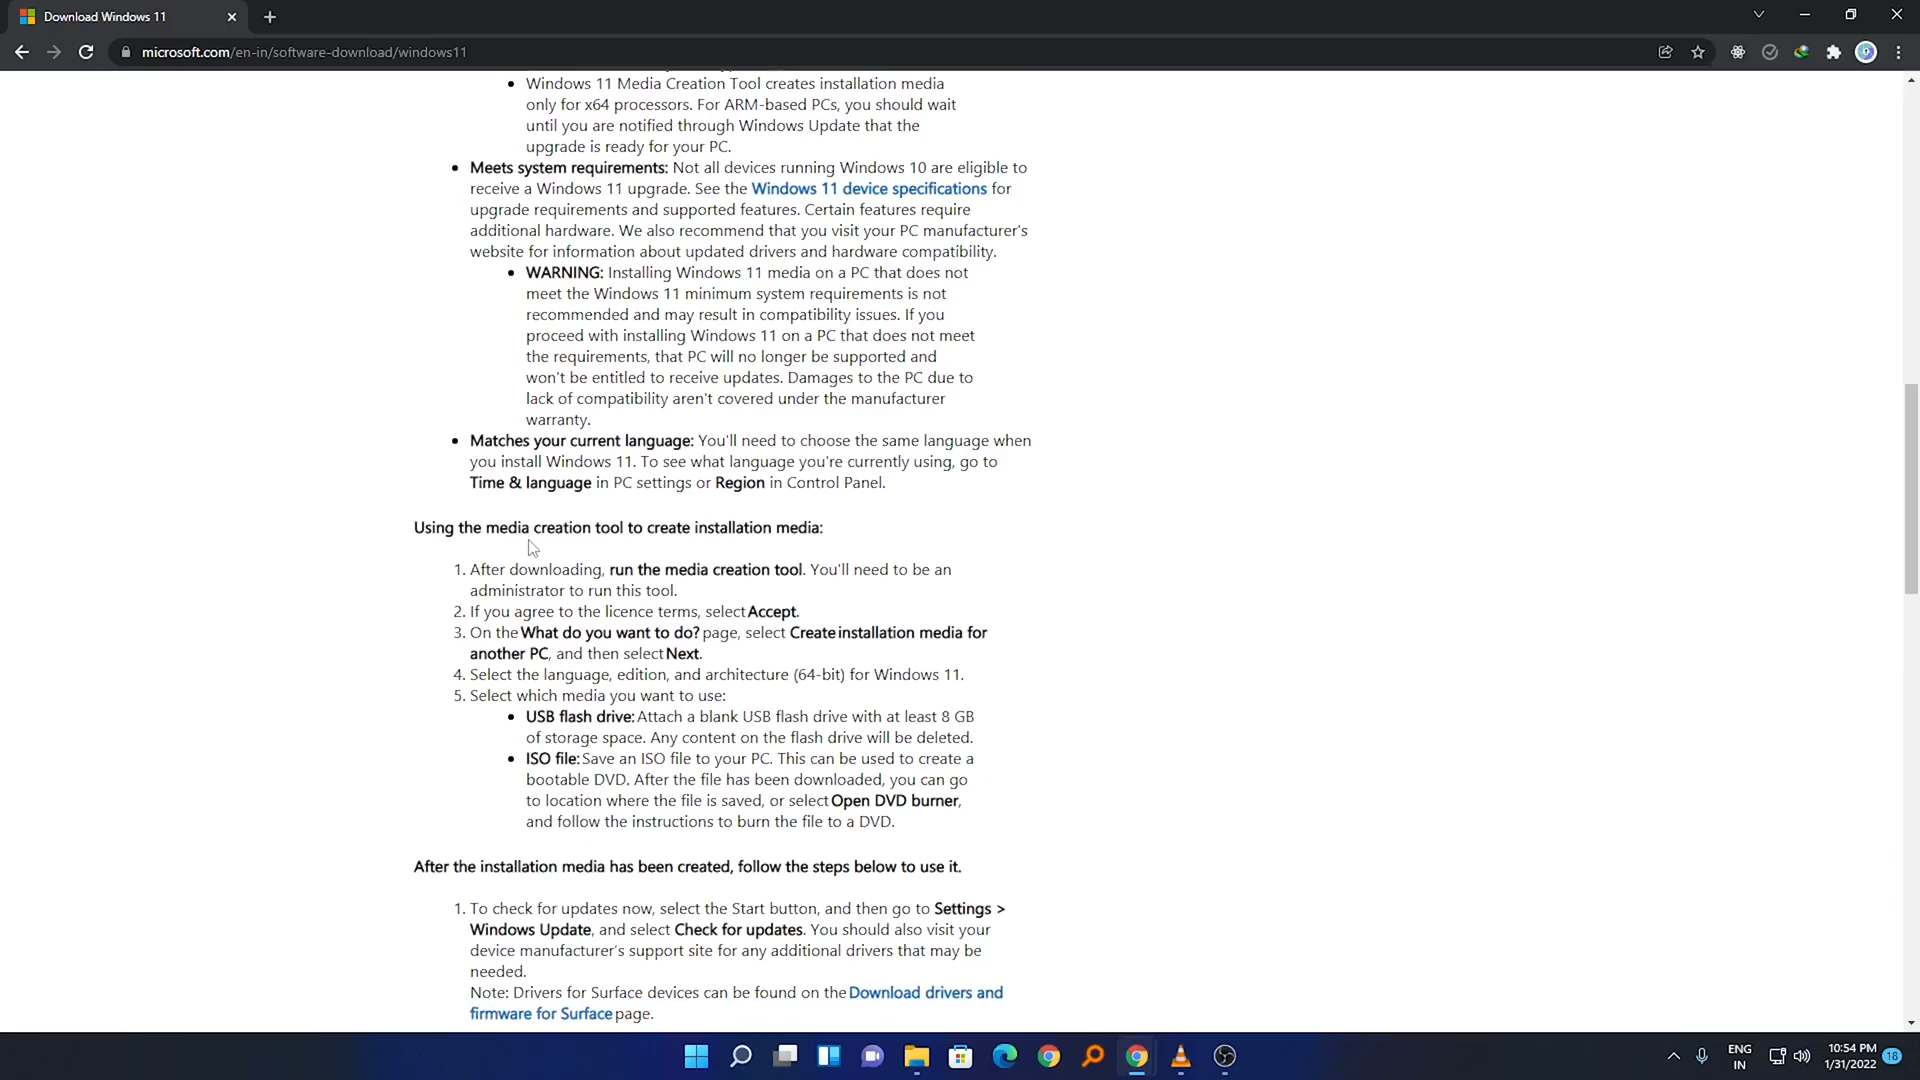 Download Windows 11
microsoft.com/en-in/software-download/windows11
• Windows 11 Media Creation Tool creates installation media
only for x64 processors. For ARM-based PCs, you should wait
until you are notified through Windows Update that the
upgrade is ready for your PC.
• Meets system requirements: Not all devices running Windows 10 are eligible to
receive a Windows 11 upgrade. See the Windows 11 device specifications for
upgrade requirements and supported features. Certain features require
additional hardware. We also recommend that you visit your PC manufacturer's
website for information about updated drivers and hardware compatibility.
• WARNING: Installing Windows 11 media on a PC that does not
meet the Windows 11 minimum system requirements is not
recommended and may result in compatibility issues. If you
proceed with installing Windows 11 on a PC that does not meet
the requirements, that PC will no longer be supported and
won't be entitled to receive updates. Damages to the PC due to
lack of compatibility aren't covered under the manufacturer
warranty.
• Matches your current language: You'll need to choose the same language when
you install Windows 11. To see what language you're currently using, go to
Time & language in PC settings or Region in Control Panel.
Using the media creation tool to create installation media:
1. After downloading, run the media creation tool. You'll need to be an
administrator to run this tool.
2. If you agree to the licence terms, select Accept.
3. On the What do you want to do? page, select Create installation media for
another PC, and then select Next.
4. Select the language, edition, and architecture (64-bit) for Windows 11.
5. Select which media you want to use:
• USB flash drive: Attach a blank USB flash drive with at least 8 GB
of storage space. Any content on the flash drive will be deleted.
• ISO file: Save an ISO file to your PC. This can be used to create a
bootable DVD. After the file has been downloaded, you can go
to location where the file is saved, or select Open DVD burner,
and follow the instructions to burn the file to a DVD.
After the installation media has been created, follow the steps below to use it.
1. To check for updates now, select the Start button, and then go to Settings >
Windows Update, and select Check for updates. You should also visit your
device manufacturer's support site for any additional drivers that may be
needed.
Note: Drivers for Surface devices can be found on the Download drivers and
firmware for Surface page.
ENG
IN
10:54 PM
1/31/2022
18